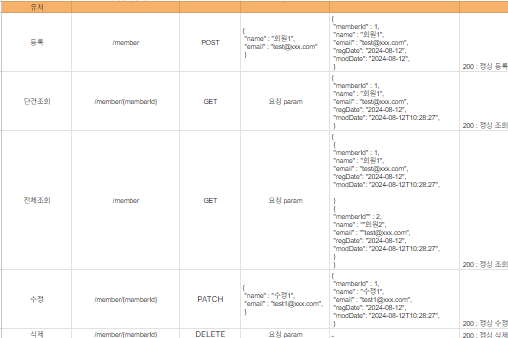 유저
등록
/member
POST
{
"name" : "회원1",
"email" : "test@xxx.com"
}
{
"memberId" : 1,
"name" : "회원1",
"email" : "test@xxx.com",
"regDate": "2024-08-12",
"modDate": "2024-08-12",
}
200 : 정상 등록
단건조회
/member/{memberId}
GET
요청 param
{
"memberId" : 1,
"name" : "회원1",
"email" : "test@xxx.com",
"regDate": "2024-08-12",
"modDate": "2024-08-12T10:28:27",
}
200 : 정상 조회
전체조회
/member
GET
요청 param
{
{
"memberId" : 1,
"name" : "회원1",
"email" : "test@xxx.com",
"regDate": "2024-08-12",
"modDate": "2024-08-12T10:28:27",
}
{
"memberId"" : 2,
"name" : ""회원2",
"email" : ""test@xxx.com",
"regDate": "2024-08-12",
"modDate": "2024-08-12T10:28:27",
}
}
200 : 정상 조회
수정
/member/{memberId}
PATCH
{
"name" : "수정1",
"email" : "test1@xxx.com",
}
{
"memberId" : 1,
"name" : "수정1",
"email" : "test1@xxx.com",
"regDate": "2024-08-12",
"modDate": "2024-08-12T10:28:27",
}
200 : 정상 수정
삭제
/member/{memberId}
DELETE
요청 param
-
200 : 정상 삭제